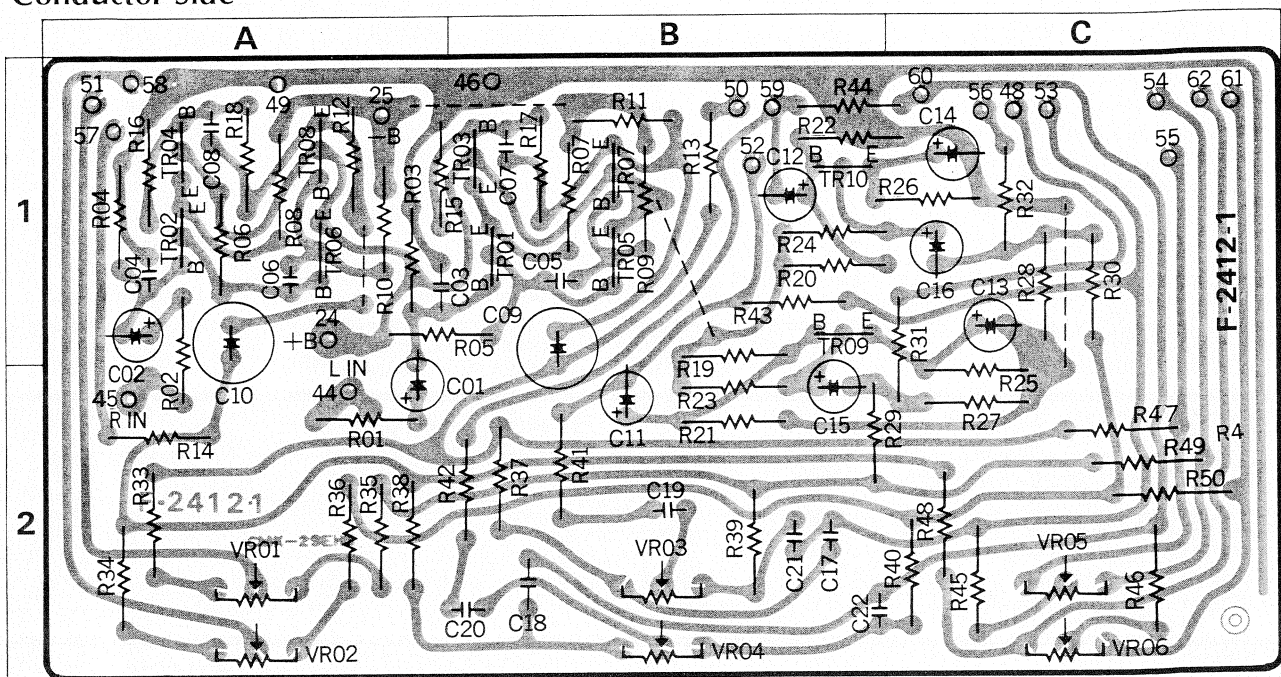 Conductor side
A B C
1
2
51 58 49 25 46 50 59 R44 60 56 48 53 54 62 61
57 R16 TR04 B C08 R18 TR08 E R12 -B
TR03 B C07 R17 R11 R07 E TR07 R13 52 C12 R22 B E TR10 C14 55
R04 TR02 E E B R06 R08 B E TR06 R03 R15 E E TR01 B R26 R32
C04 B C06 B R10 C03 B C05 E TR05 B R09 R24 R20 C16 R28 R30 F-2412-1
C09 R43 C13
+B 24 R05 B E TR09 R31
C02 R02 C10 L IN C01 R19 R25
45 44 R23
R IN C11 R21 C15 R29 R27 R47 R4
R14 R01 R49
R33 R36 R35 R38 R42 R37 R41 R50
-2412-1
C19 R39 R48
VR01 VR03 C21 C17 VR05
R34 R40 R45 R46
C20 C18 C22
VR02 VR04 VR06